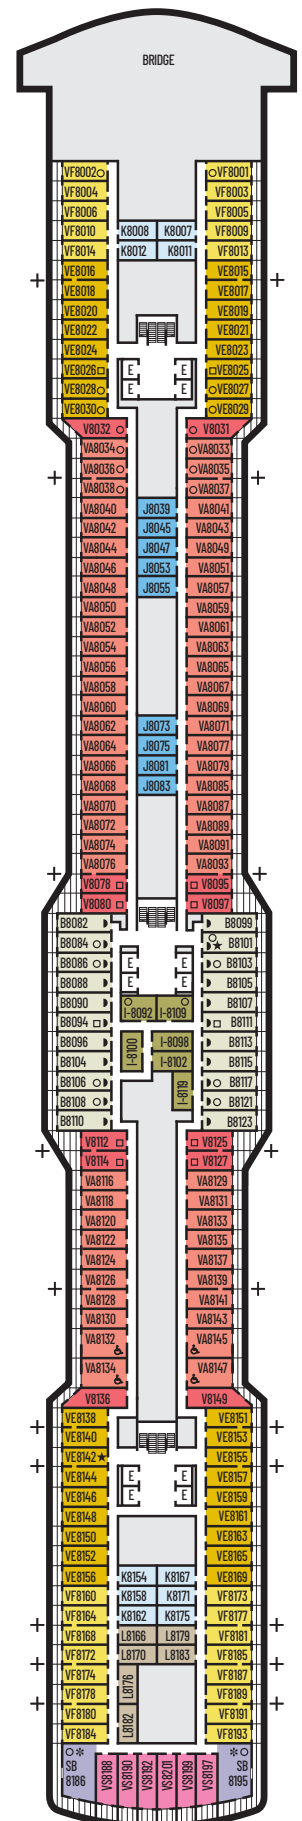 BRIDGE
VF8002 VF8001
VF8004 VF8003
VF8006 VF8005
VF8010 K8008 K8007 VF8009
VF8014 K8012 K8011 VF8013
VE8016 VE8015
VE8018 VE8017
VE8020 VE8019
VE8022 VE8021
VE8024 VE8023
VE8026 E E VE8025
VE8028 E E VE8027
VE8030 VE8029
V8032 V8031
VA8034 VA8033
VA8036 VA8035
VA8038 VA8037
VA8040 J8039 VA8041
VA8042 J8045 VA8043
VA8044 J8047 VA8049
VA8046 J8053 VA8051
VA8048 J8055 VA8057
VA8050 VA8059
VA8052 VA8061
VA8054 VA8063
VA8056 VA8065
VA8058 VA8067
VA8060 VA8069
VA8062 J8073 VA8071
VA8064 J8075 VA8077
VA8066 J8081 VA8079
VA8068 J8083 VA8085
VA8070 VA8087
VA8072 VA8089
VA8074 VA8091
VA8076 VA8093
V8078 V8095
V8080 V8097
B8082 B8099
B8084 B8101
B8086 E E B8103
B8088 E E B8105
B8090 I-8092 I-8109 B8107
B8094 B8111
B8096 I-8100 I-8098 B8113
B8104 I-8102 B8115
B8106 I-8119 B8117
B8108 B8121
B8110 B8123
V8112 V8125
V8114 V8127
VA8116 VA8129
VA8118 VA8131
VA8120 VA8133
VA8122 VA8135
VA8124 VA8137
VA8126 VA8139
VA8128 VA8141
VA8130 VA8143
VA8132 VA8145
VA8134 VA8147
V8136 V8149
VE8138 VE8151
VE8140 VE8153
VE8142 VE8155
VE8144 E E VE8157
VE8146 E E VE8159
VE8148 VE8161
VE8150 VE8163
VE8152 VE8165
VE8156 K8154 K8167 VE8169
VF8160 K8158 K8171 VF8173
VF8164 K8162 K8175 VF8177
VF8168 L8166 L8179 VF8181
VF8172 L8170 L8183 VF8185
VF8174 L8176 VF8187
VF8178 VF8189
VF8180 L8182 VF8191
VF8184 VF8193
SB 8186 VS8188 VS8190 VS8192 VS8201 VS8199 VS8197 SB 8195